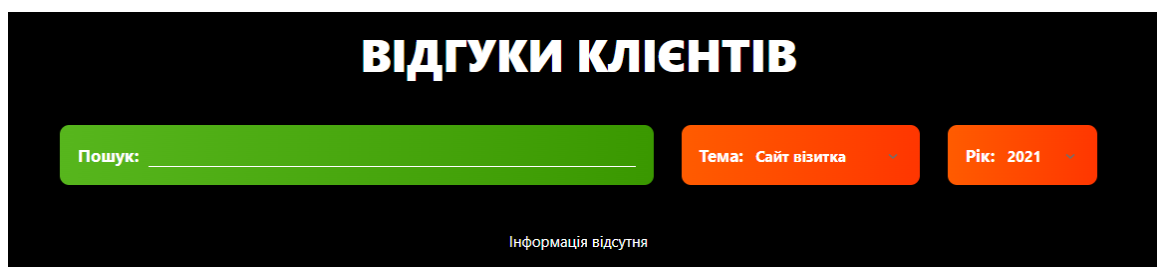 ВІДГУКИ КЛІЄНТІВ
Пошук: Тема: Сайт візитка Рік: 2021
Інформація відсутня